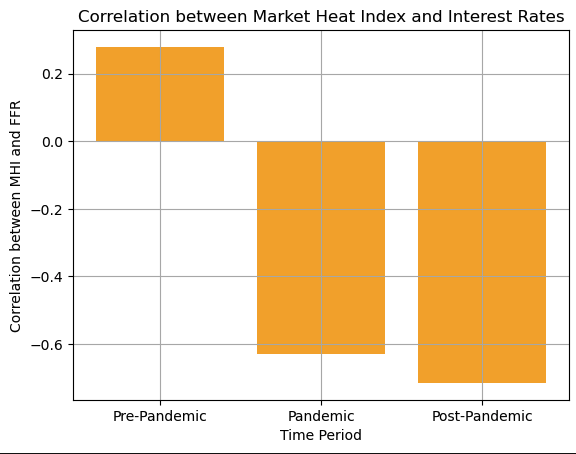 Correlation between Market Heat Index and Interest Rates
Correlation between MHI and FFR
0.2
0.0
−0.2
−0.4
−0.6
Pre-Pandemic Pandemic Post-Pandemic
Time Period